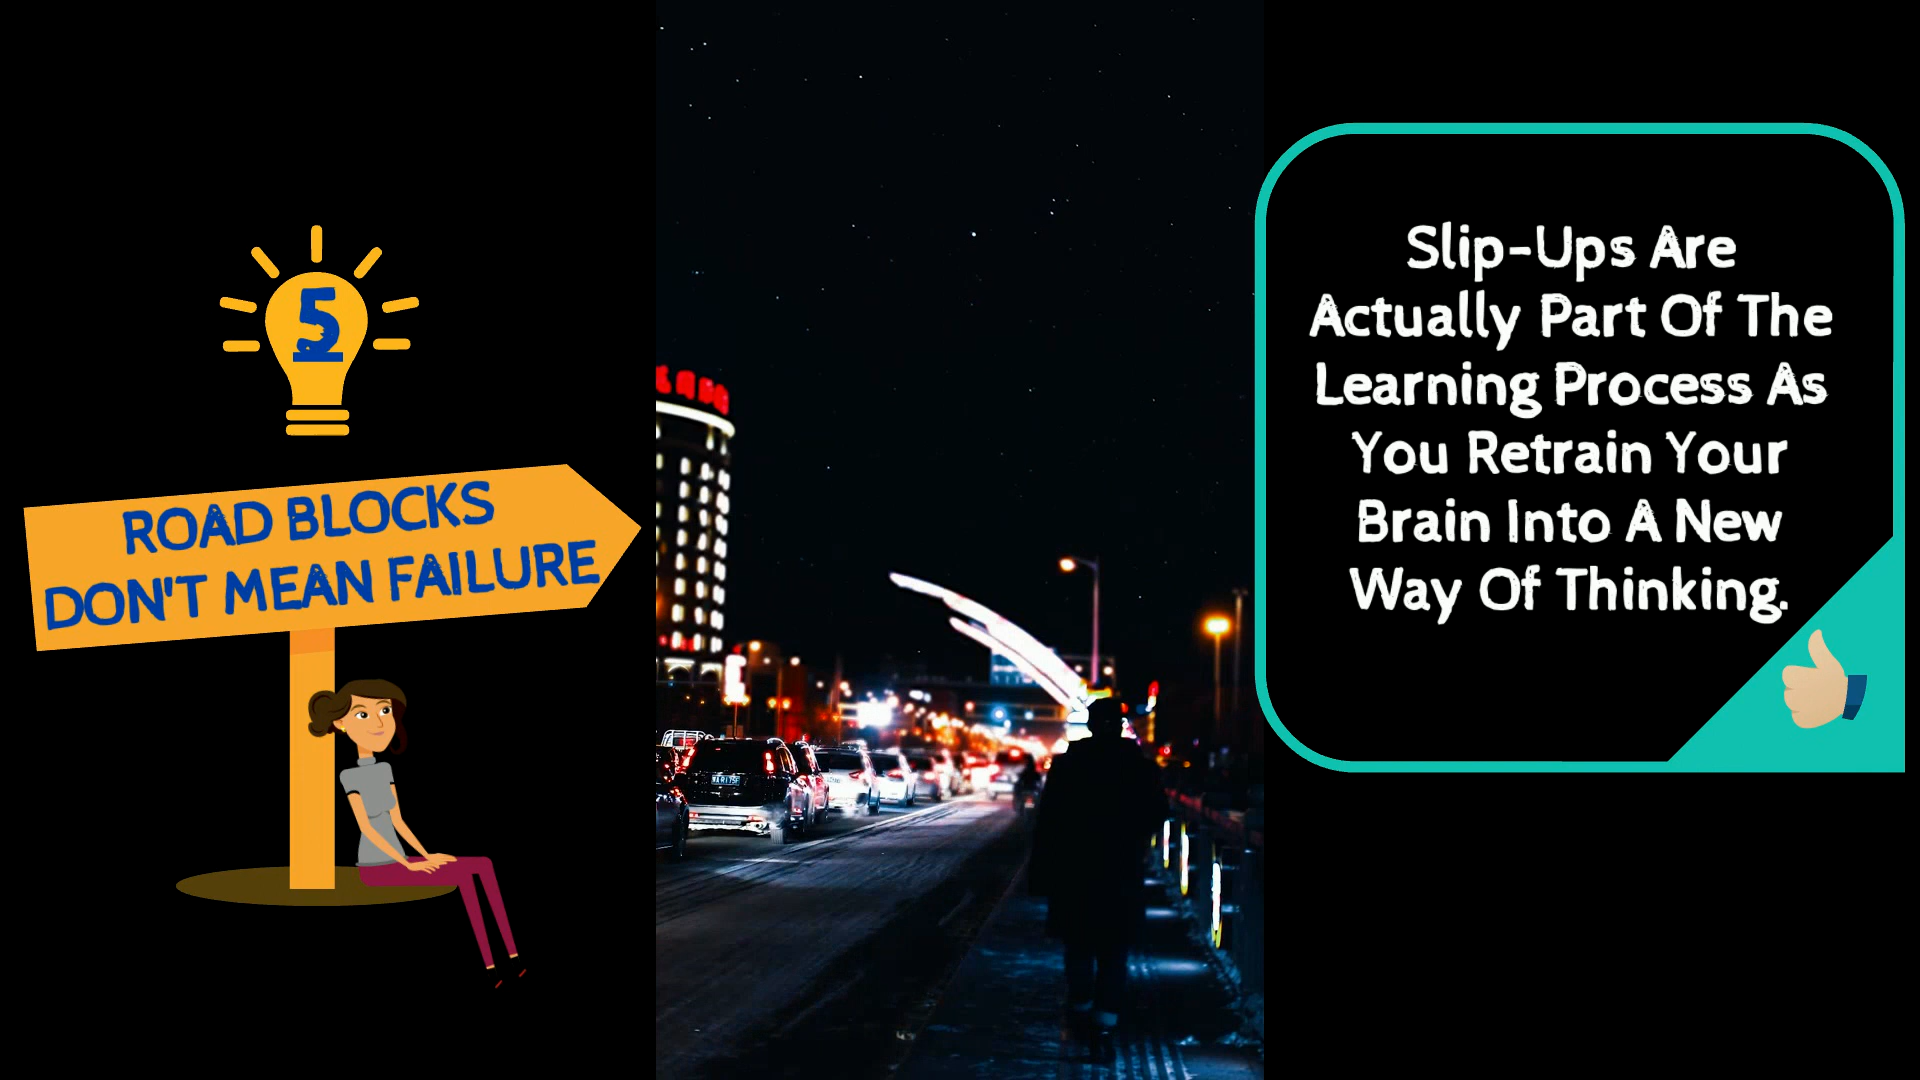 5
ROAD BLOCKS
DON'T MEAN FAILURE
Slip-Ups Are
Actually Part Of The
Learning Process As
You Retrain Your
Brain Into A New
Way Of Thinking.